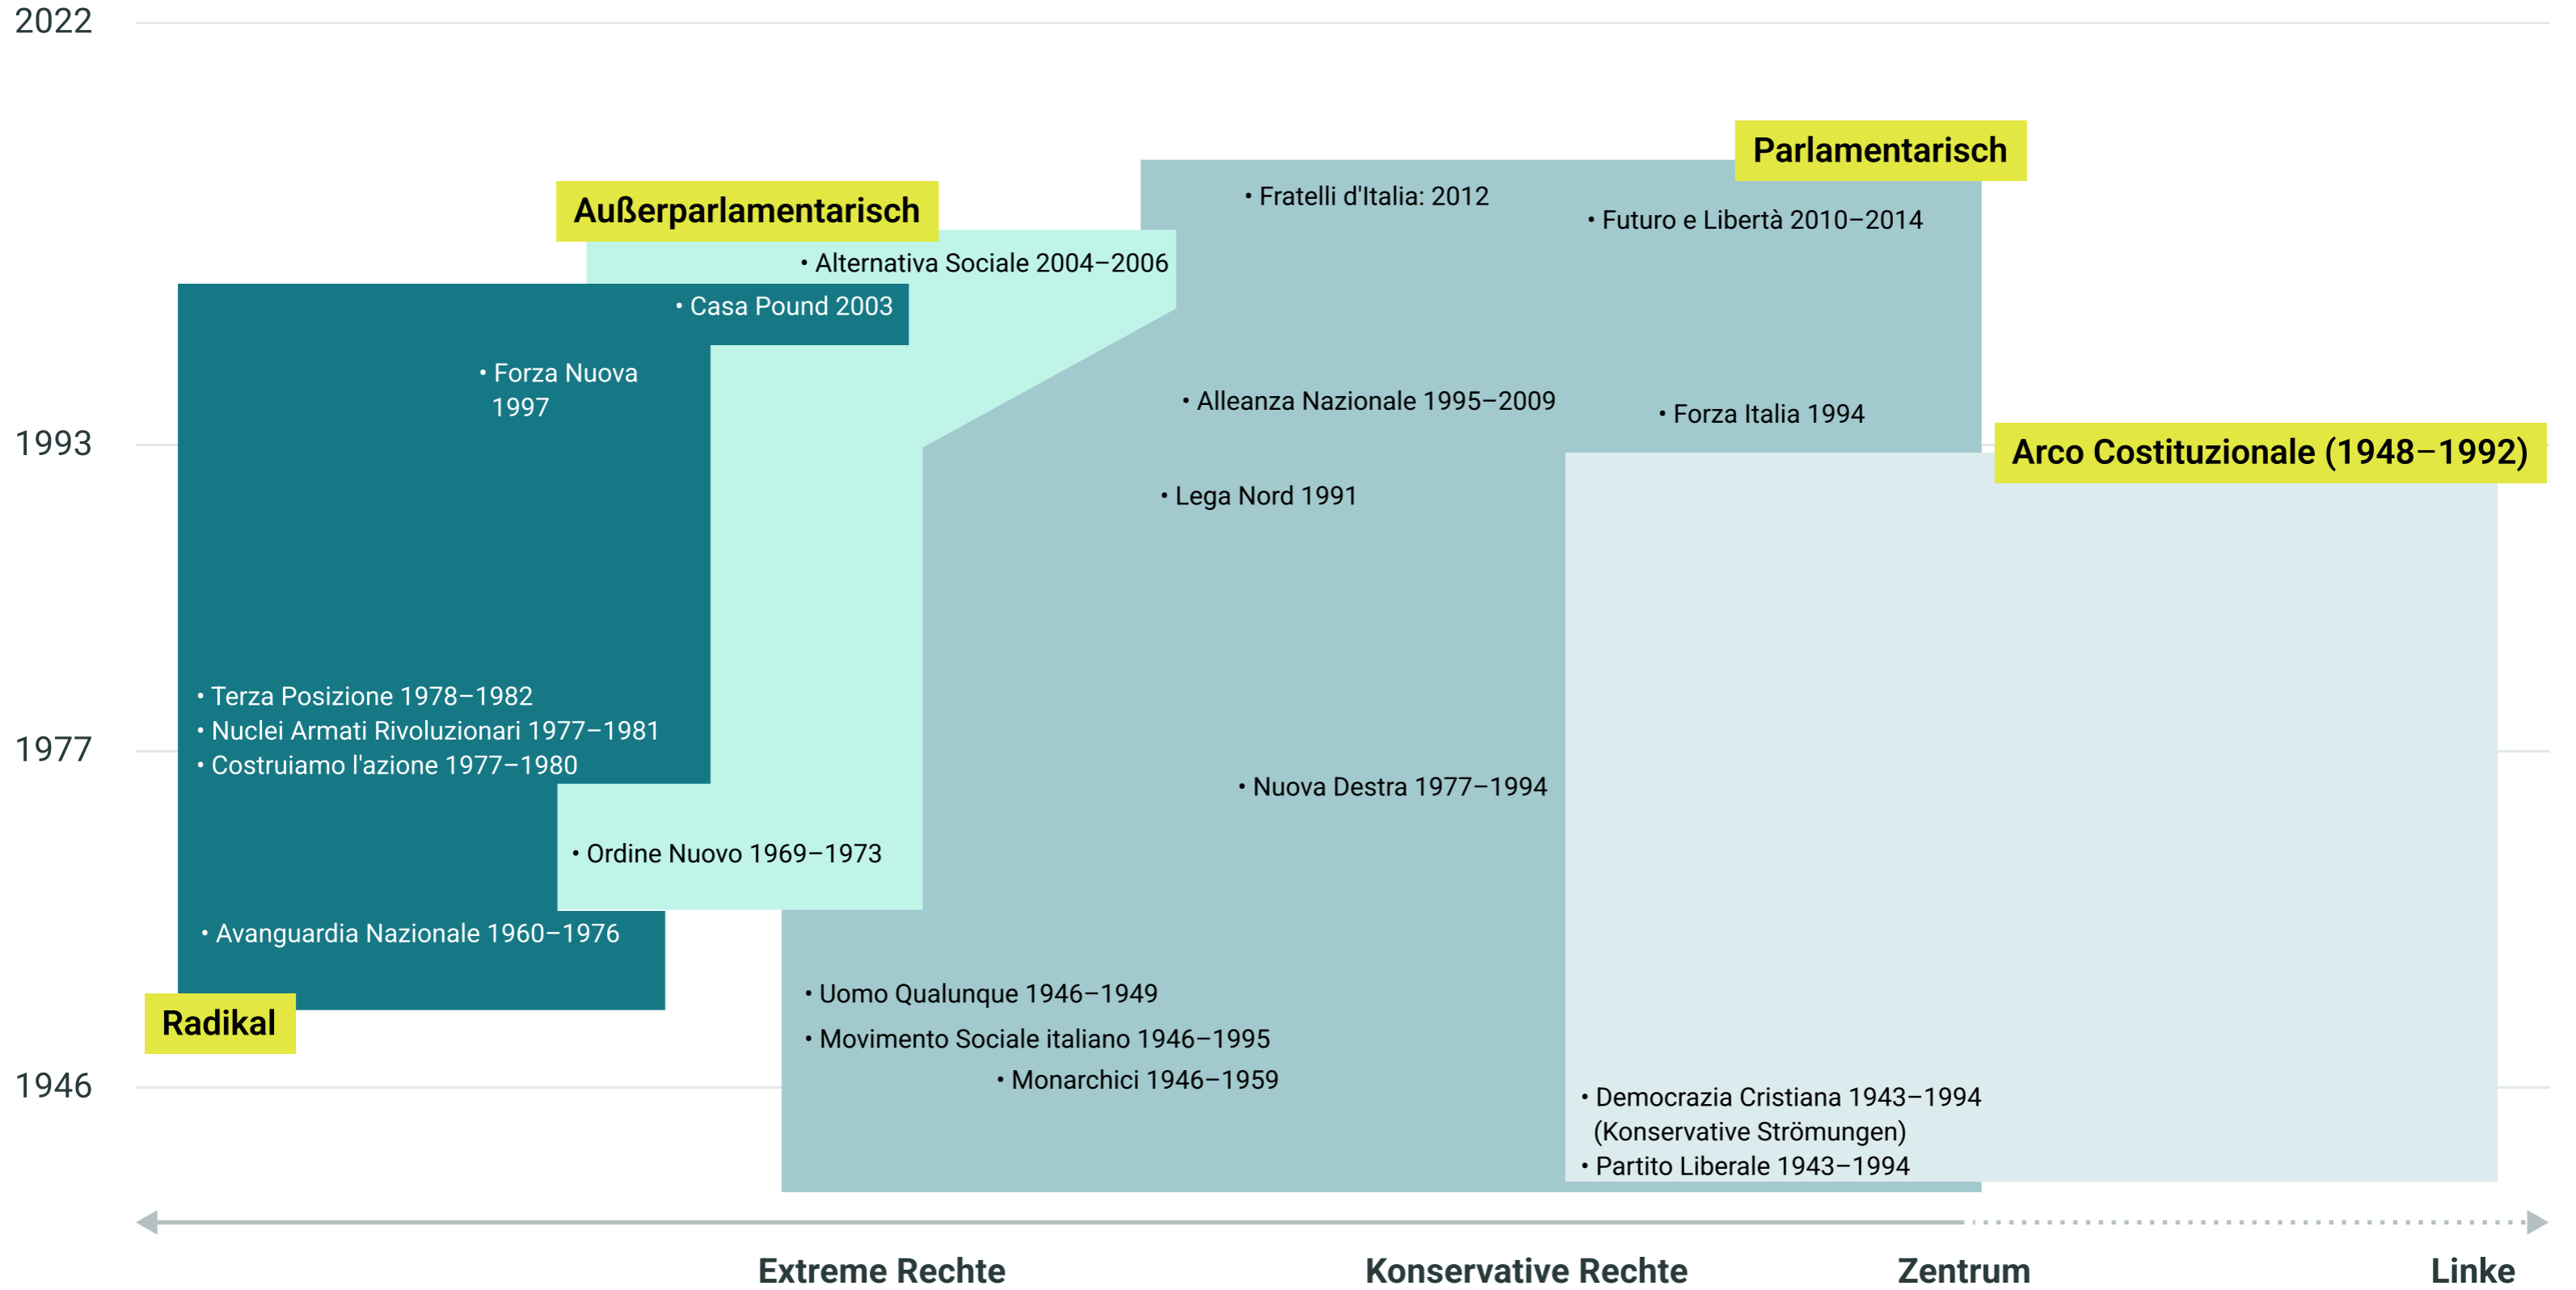 2022
Parlamentarisch
Außerparlamentarisch
• Fratelli d'Italia: 2012
• Futuro e Libertà 2010–2014
• Alternativa Sociale 2004–2006
• Casa Pound 2003
• Forza Nuova
1997
• Alleanza Nazionale 1995–2009
• Forza Italia 1994
1993
Arco Costituzionale (1948–1992)
• Lega Nord 1991
• Terza Posizione 1978–1982
• Nuclei Armati Rivoluzionari 1977–1981
1977
• Costruiamo l'azione 1977–1980
• Nuova Destra 1977–1994
• Ordine Nuovo 1969–1973
• Avanguardia Nazionale 1960–1976
• Uomo Qualunque 1946–1949
Radikal
• Movimento Sociale italiano 1946–1995
• Monarchici 1946–1959
1946
• Democrazia Cristiana 1943–1994
(Konservative Strömungen)
• Partito Liberale 1943–1994
Extreme Rechte
Konservative Rechte
Zentrum
Linke